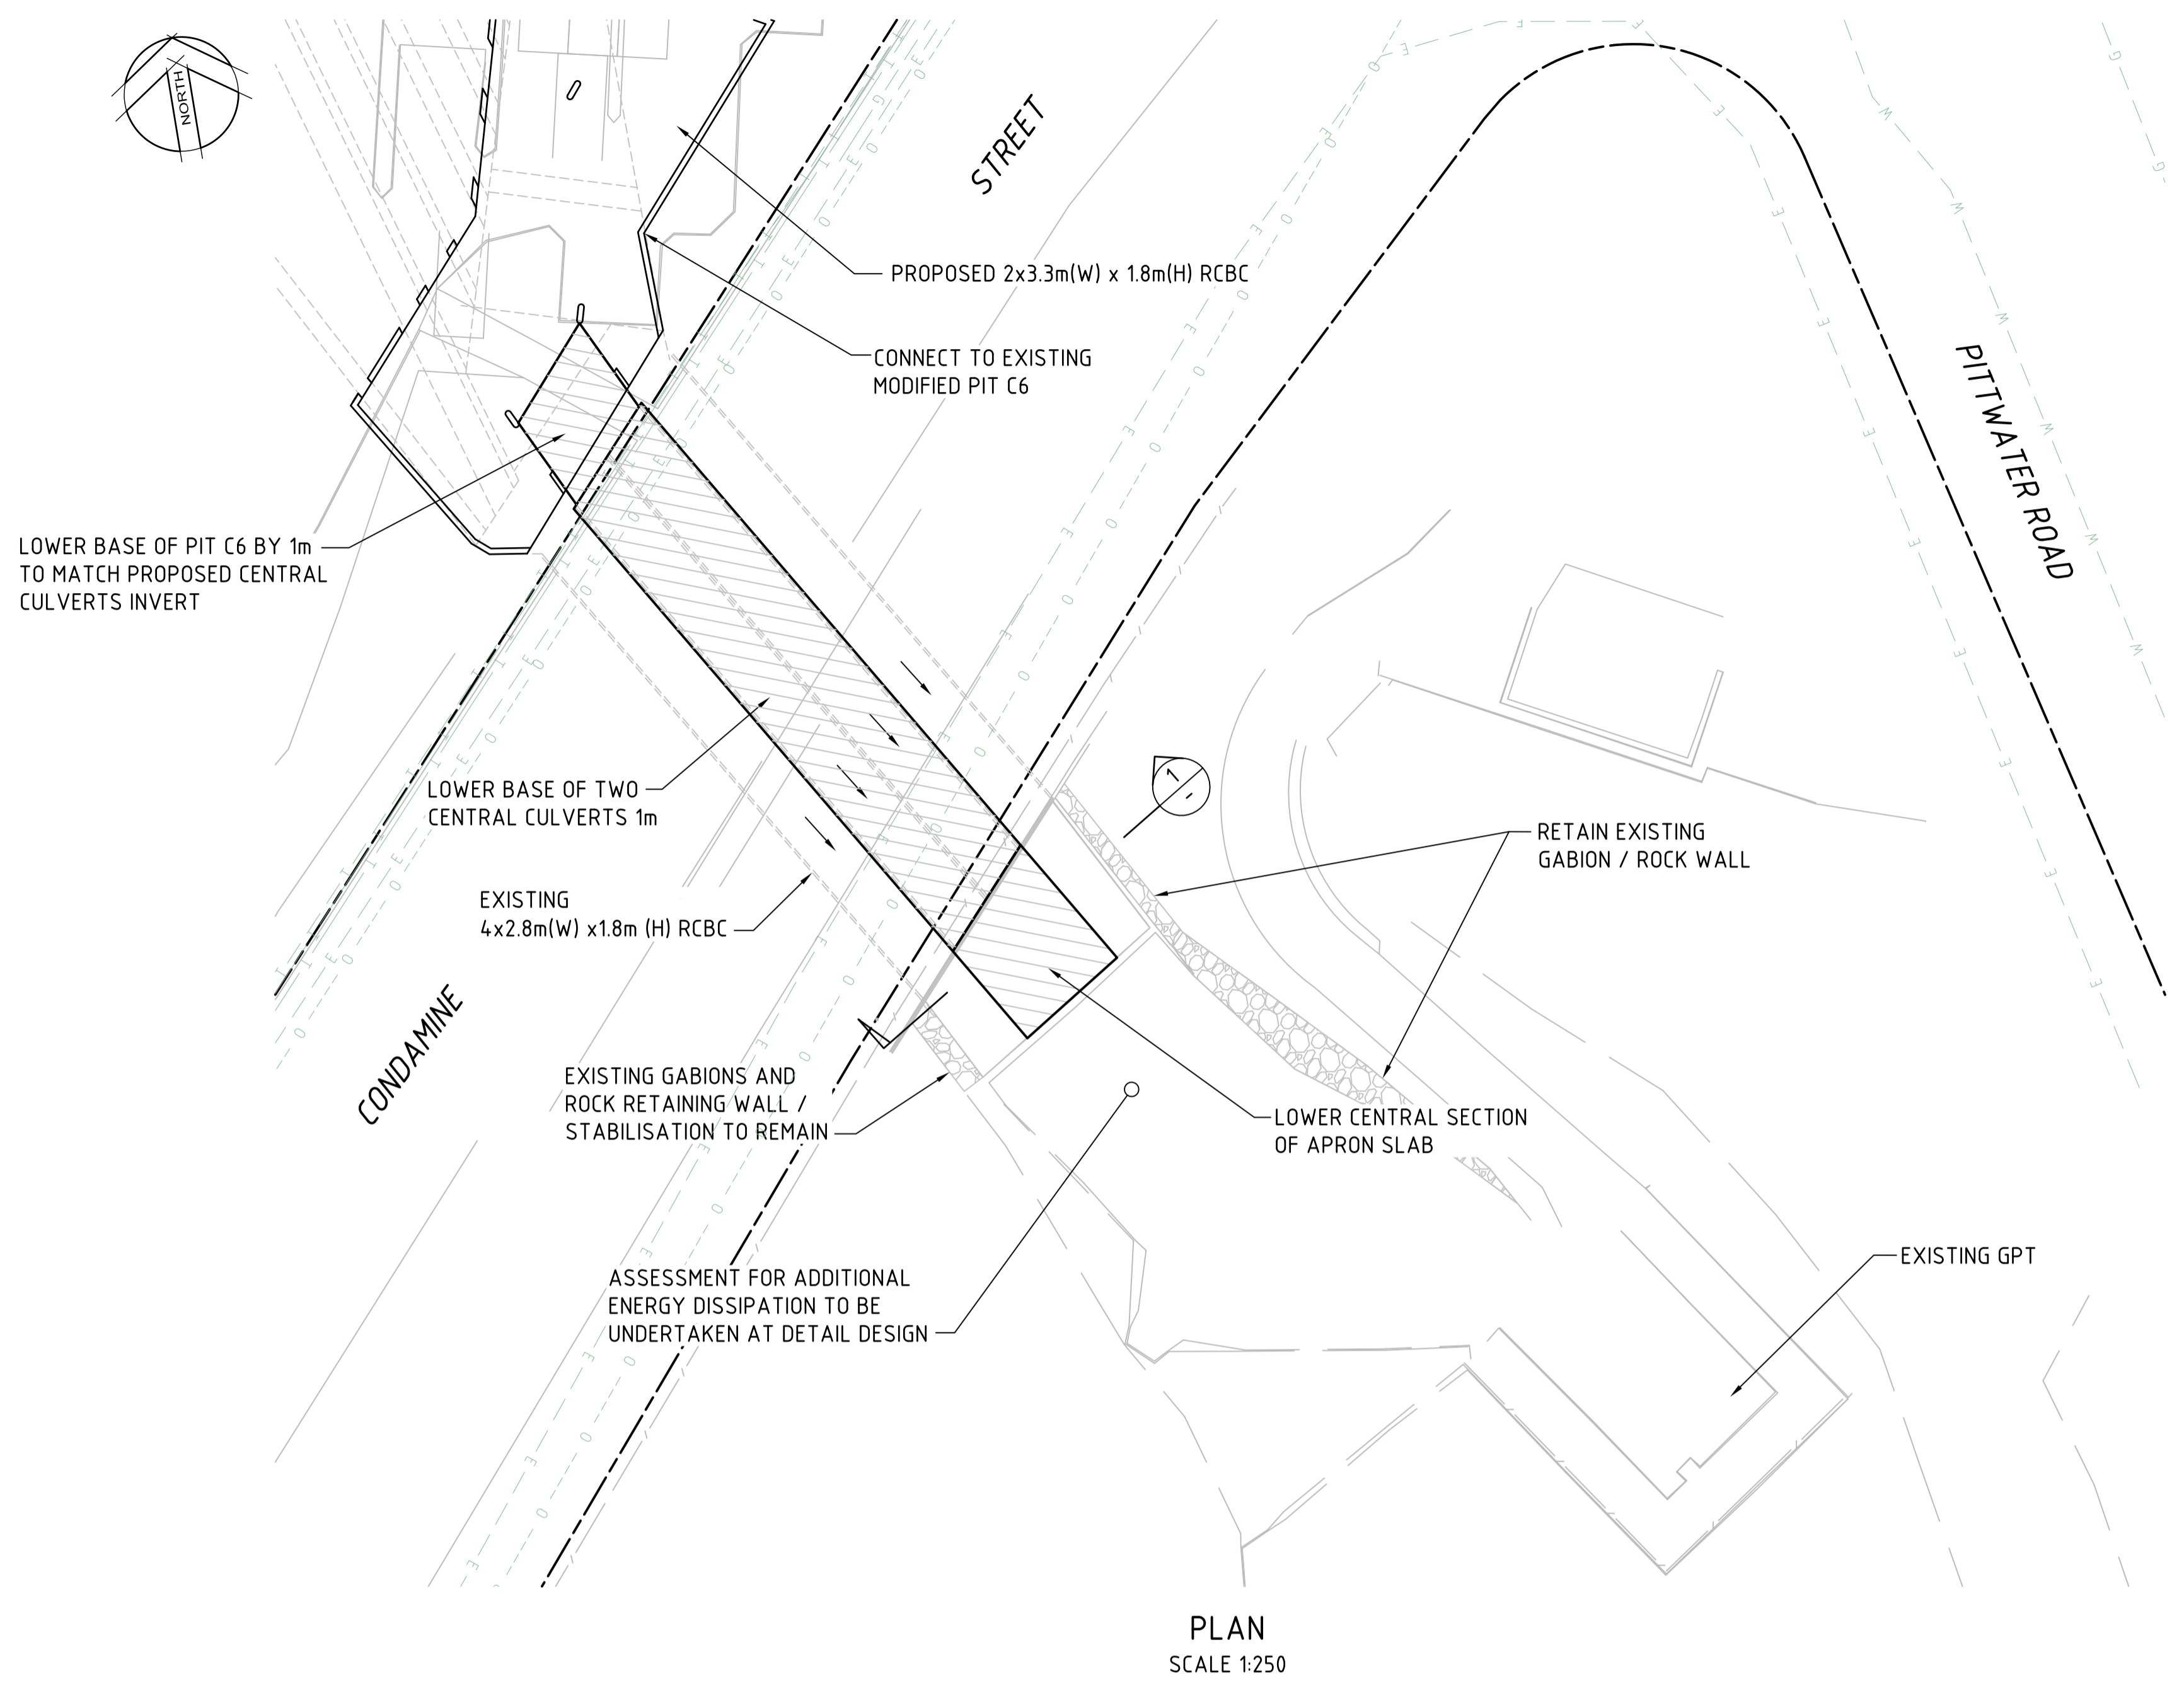 NORTH
STREET
PROPOSED 2x3.3m(W) x 1.8m(H) RCBC
CONNECT TO EXISTING
MODIFIED PIT C6
PITTWATER ROAD
LOWER BASE OF PIT C6 BY 1m
TO MATCH PROPOSED CENTRAL
CULVERTS INVERT
1
-
LOWER BASE OF TWO
CENTRAL CULVERTS 1m
RETAIN EXISTING
GABION / ROCK WALL
EXISTING
4x2.8m(W) x1.8m (H) RCBC
CONDAMINE
EXISTING GABIONS AND
ROCK RETAINING WALL /
STABILISATION TO REMAIN
LOWER CENTRAL SECTION
OF APRON SLAB
EXISTING GPT
ASSESSMENT FOR ADDITIONAL
ENERGY DISSIPATION TO BE
UNDERTAKEN AT DETAIL DESIGN
PLAN
SCALE 1:250